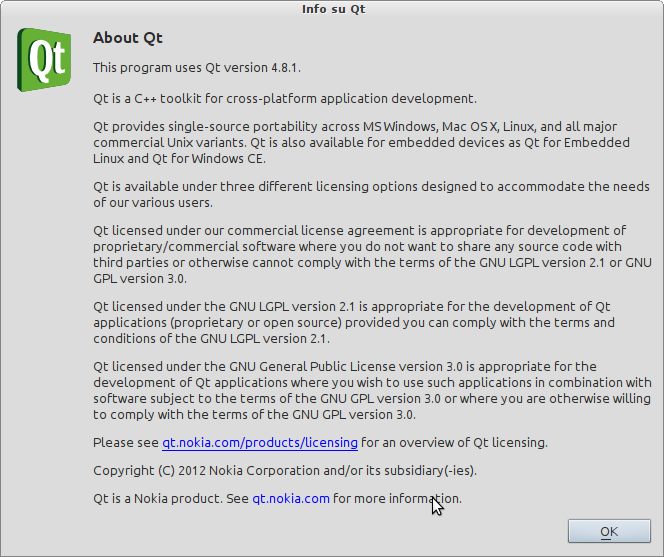 Info su Qt
Qt
About Qt
This program uses Qt version 4.8.1.
Qt is a C++ toolkit for cross-platform application development.
Qt provides single-source portability across MS Windows, Mac OS X, Linux, and all major
commercial Unix variants. Qt is also available for embedded devices as Qt for Embedded
Linux and Qt for Windows CE.
Qt is available under three different licensing options designed to accommodate the needs
of our various users.
Qt licensed under our commercial license agreement is appropriate for development of
proprietary/commercial software where you do not want to share any source code with
third parties or otherwise cannot comply with the terms of the GNU LGPL version 2.1 or GNU
GPL version 3.0.
Qt licensed under the GNU LGPL version 2.1 is appropriate for the development of Qt
applications (proprietary or open source) provided you can comply with the terms and
conditions of the GNU LGPL version 2.1.
Qt licensed under the GNU General Public License version 3.0 is appropriate for the
development of Qt applications where you wish to use such applications in combination with
software subject to the terms of the GNU GPL version 3.0 or where you are otherwise willing
to comply with the terms of the GNU GPL version 3.0.
Please see qt.nokia.com/products/licensing for an overview of Qt licensing.
Copyright (C) 2012 Nokia Corporation and/or its subsidiary(-ies).
Qt is a Nokia product. See qt.nokia.com for more information.
OK